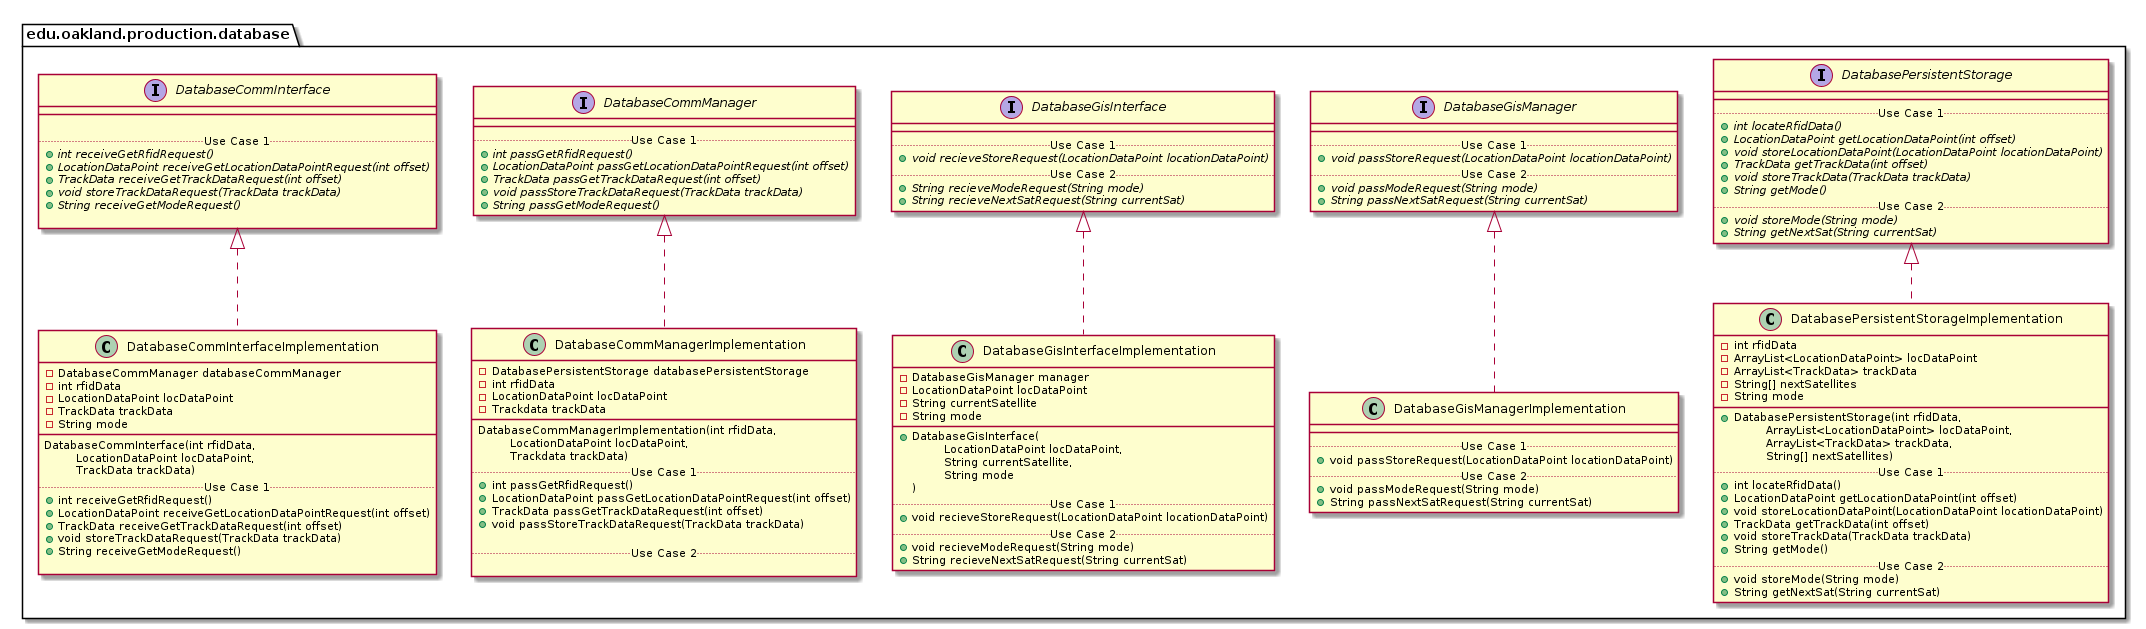 edu.oakland.production.database
I DatabaseCommInterface
Use Case 1
int receiveGetRfidRequest()
LocationDataPoint receiveGetLocationDataPointRequest(int offset)
TrackData receiveGetTrackDataRequest(int offset)
void storeTrackDataRequest(TrackData trackData)
String receiveGetModeRequest()
I DatabaseCommManager
Use Case 1
int passGetRfidRequest()
LocationDataPoint passGetLocationDataPointRequest(int offset)
TrackData passGetTrackDataRequest(int offset)
void passStoreTrackDataRequest(TrackData trackData)
String passGetModeRequest()
I DatabaseGisInterface
Use Case 1
void recieveStoreRequest(LocationDataPoint locationDataPoint)
Use Case 2
String recieveModeRequest(String mode)
String recieveNextSatRequest(String currentSat)
I DatabaseGisManager
Use Case 1
void passStoreRequest(LocationDataPoint locationDataPoint)
Use Case 2
void passModeRequest(String mode)
String passNextSatRequest(String currentSat)
I DatabasePersistentStorage
Use Case 1
int locateRfidData()
LocationDataPoint getLocationDataPoint(int offset)
void storeLocationDataPoint(LocationDataPoint locationDataPoint)
TrackData getTrackData(int offset)
void storeTrackData(TrackData trackData)
String getMode()
Use Case 2
void storeMode(String mode)
String getNextSat(String currentSat)
C DatabaseCommInterfaceImplementation
DatabaseCommManager databaseCommManager
int rfidData
LocationDataPoint locDataPoint
TrackData trackData
String mode
DatabaseCommInterface(int rfidData,
LocationDataPoint locDataPoint,
TrackData trackData)
Use Case 1
int receiveGetRfidRequest()
LocationDataPoint receiveGetLocationDataPointRequest(int offset)
TrackData receiveGetTrackDataRequest(int offset)
void storeTrackDataRequest(TrackData trackData)
String receiveGetModeRequest()
C DatabaseCommManagerImplementation
DatabasePersistentStorage databasePersistentStorage
int rfidData
LocationDataPoint locDataPoint
Trackdata trackData
DatabaseCommManagerImplementation(int rfidData,
LocationDataPoint locDataPoint,
Trackdata trackData)
Use Case 1
int passGetRfidRequest()
LocationDataPoint passGetLocationDataPointRequest(int offset)
TrackData passGetTrackDataRequest(int offset)
void passStoreTrackDataRequest(TrackData trackData)
Use Case 2
C DatabaseGisInterfaceImplementation
DatabaseGisManager manager
LocationDataPoint locDataPoint
String currentSatellite
String mode
DatabaseGisInterface(
LocationDataPoint locDataPoint,
String currentSatellite,
String mode
)
Use Case 1
void recieveStoreRequest(LocationDataPoint locationDataPoint)
Use Case 2
void recieveModeRequest(String mode)
String recieveNextSatRequest(String currentSat)
C DatabaseGisManagerImplementation
Use Case 1
void passStoreRequest(LocationDataPoint locationDataPoint)
Use Case 2
void passModeRequest(String mode)
String passNextSatRequest(String currentSat)
C DatabasePersistentStorageImplementation
int rfidData
ArrayList<LocationDataPoint> locDataPoint
ArrayList<TrackData> trackData
String[] nextSatellites
String mode
DatabasePersistentStorage(int rfidData,
ArrayList<LocationDataPoint> locDataPoint,
ArrayList<TrackData> trackData,
String[] nextSatellites)
Use Case 1
int locateRfidData()
LocationDataPoint getLocationDataPoint(int offset)
void storeLocationDataPoint(LocationDataPoint locationDataPoint)
TrackData getTrackData(int offset)
void storeTrackData(TrackData trackData)
String getMode()
Use Case 2
void storeMode(String mode)
String getNextSat(String currentSat)